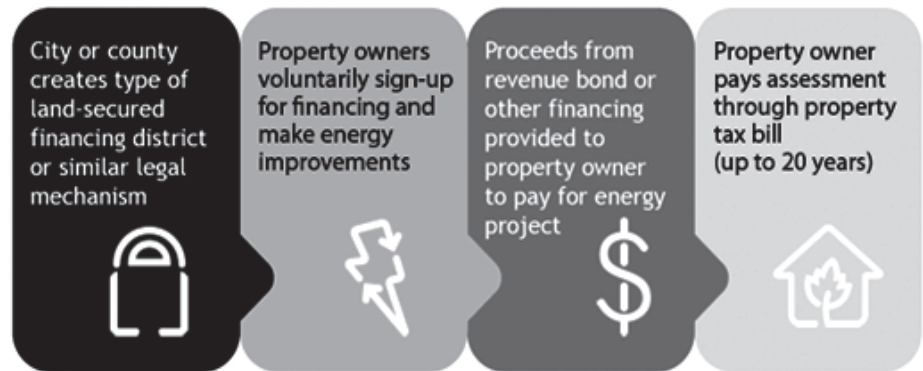 City or county
creates type of
land-secured
financing district
or similar legal
mechanism
Property owners
voluntarily sign-up
for financing and
make energy
improvements
Proceeds from
revenue bond or
other financing
provided to
property owner
to pay for energy
project
Property owner
pays assessment
through property
tax bill
(up to 20 years)
$